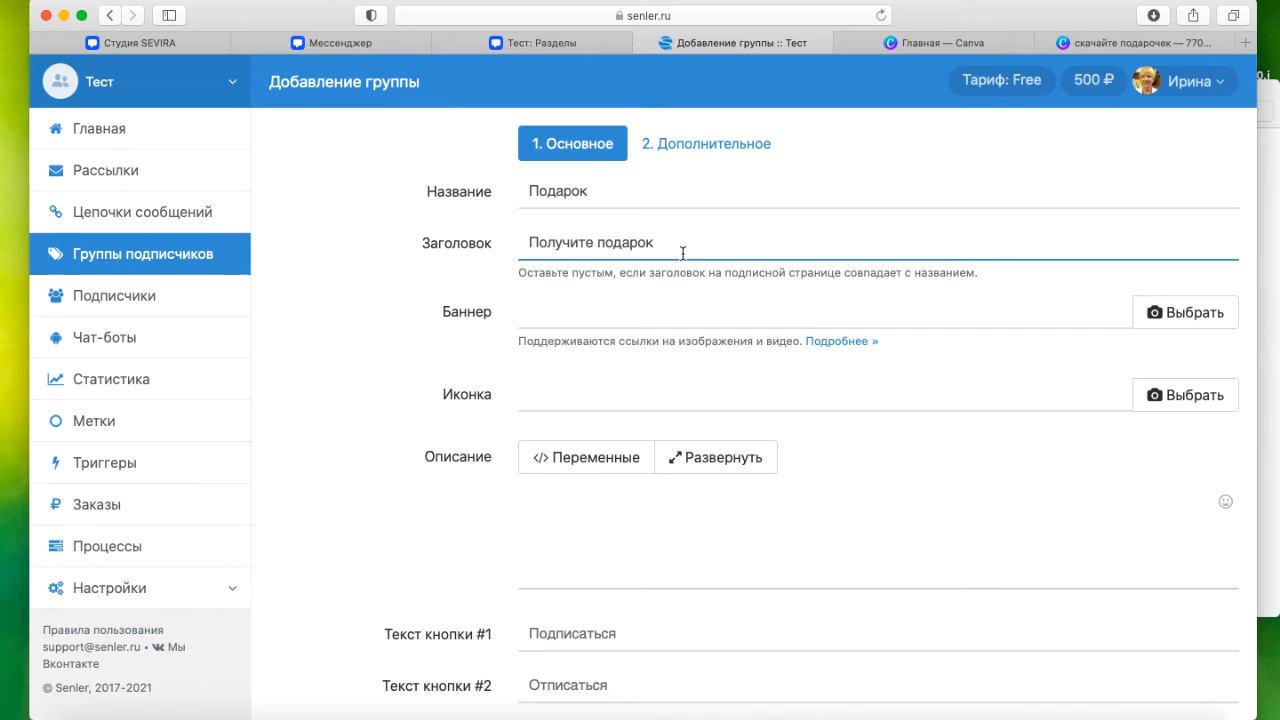 senler.ru
Студия SEVIRA
Мессенджер
Тест: Разделы
Добавление группы :: Тест
Главная — Canva
скачайте подарочек — 770...
Тест
Добавление группы
Тариф: Free
500 ₽
Ирина
Главная
Рассылки
Цепочки сообщений
Группы подписчиков
Подписчики
Чат-боты
Статистика
Метки
Триггеры
Заказы
Процессы
Настройки
Правила пользования
support@senler.ru • Мы
Вконтакте
© Senler, 2017-2021
1. Основное
2. Дополнительное
Название
Подарок
Заголовок
Получите подарок
Оставьте пустым, если заголовок на подписной странице совпадает с названием.
Баннер
Выбрать
Поддерживаются ссылки на изображения и видео. Подробнее »
Иконка
Выбрать
Описание
</> Переменные
Развернуть
Текст кнопки #1
Подписаться
Текст кнопки #2
Отписаться